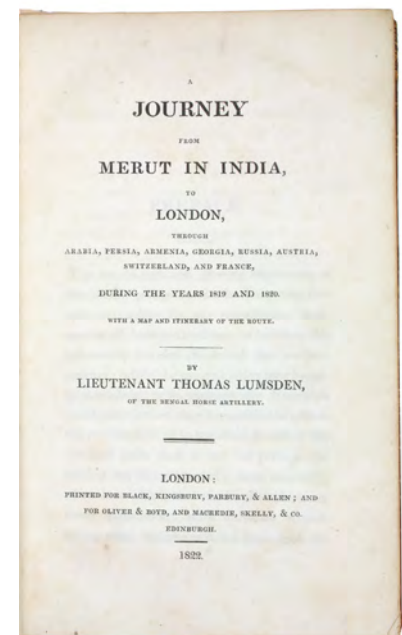 A
JOURNEY
FROM
MERUT IN INDIA,
TO
LONDON,
THROUGH
ARABIA, PERSIA, ARMENIA, GEORGIA, RUSSIA, AUSTRIA,
SWITZERLAND, AND FRANCE,
DURING THE YEARS 1819 AND 1820.
WITH A MAP AND ITINERARY OF THE ROUTE.
BY
LIEUTENANT THOMAS LUMSDEN,
OF THE BENGAL HORSE ARTILLERY.
LONDON:
PRINTED FOR BLACK, KINGSBURY, PARBURY, & ALLEN; AND
FOR OLIVER & BOYD, AND MACREDIE, SKELLY, & CO.
EDINBURGH.
1822.